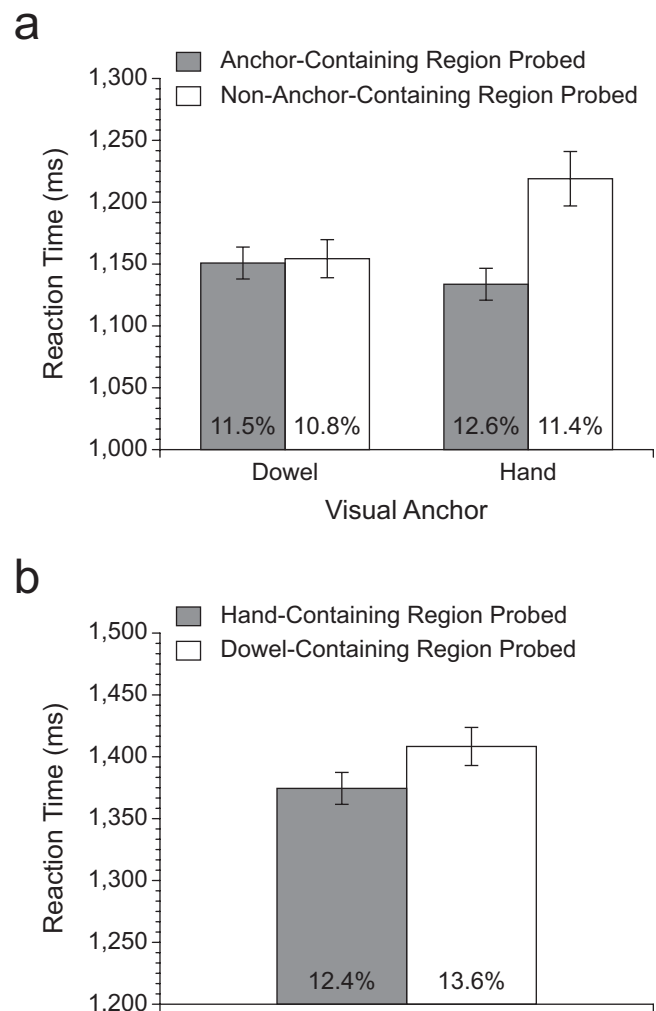 a
Anchor-Containing Region Probed
Non-Anchor-Containing Region Probed
Reaction Time (ms)
1,300
1,250
1,200
1,150
1,100
1,050
1,000
11.5% 10.8% 12.6% 11.4%
Dowel Hand
Visual Anchor
b
Hand-Containing Region Probed
Dowel-Containing Region Probed
Reaction Time (ms)
1,500
1,450
1,400
1,350
1,300
1,250
1,200
12.4% 13.6%